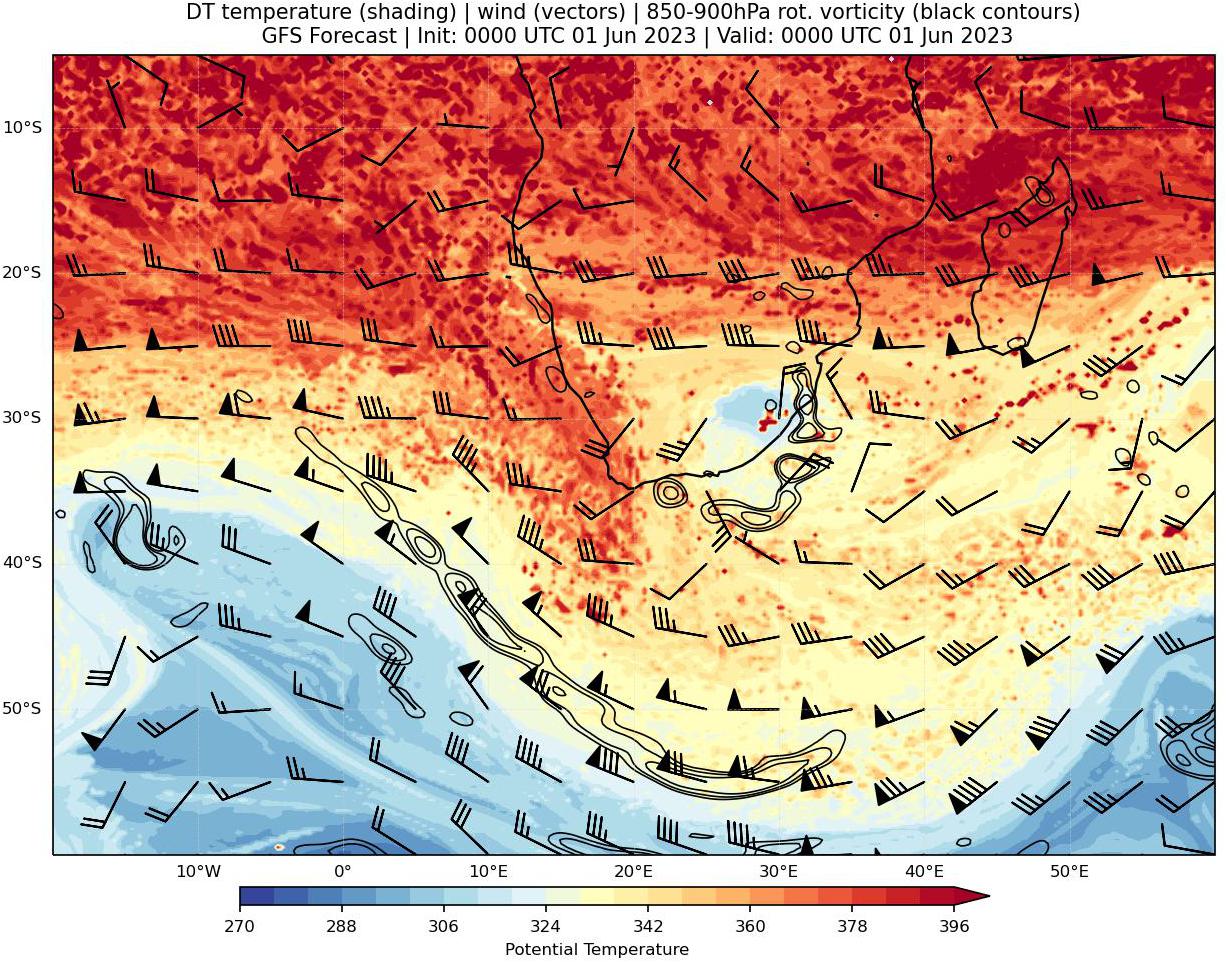 DT temperature (shading) | wind (vectors) | 850-900hPa rot. vorticity (black contours)
GFS Forecast | Init: 0000 UTC 01 Jun 2023 | Valid: 0000 UTC 01 Jun 2023
10°S
20°S
30°S
40°S
50°S
10°W 0° 10°E 20°E 30°E 40°E 50°E
270 288 306 324 342 360 378 396
Potential Temperature